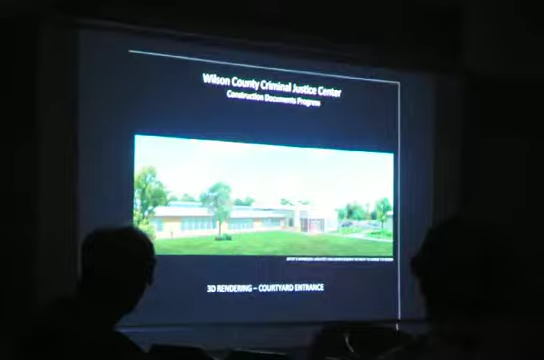 Wilson County Criminal Justice Center
Construction Documents Progress
3D RENDERING – COURTYARD ENTRANCE